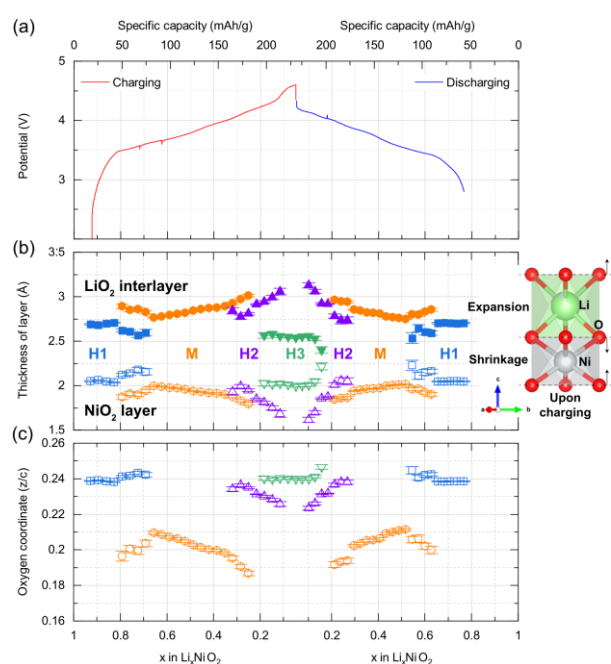 (a)
Specific capacity (mAh/g) Specific capacity (mAh/g)
0 50 100 150 200 200 150 100 50 0
5
4
3
Potential (V)
Charging
Discharging
(b)
3.5
3
2.5
2
1.5
Thickness of layer (Å)
LiO2 interlayer
H1 M H2 H3 H2 M H1
NiO2 layer
Expansion
Shrinkage
Li
O
Ni
c
a b
Upon
charging
(c)
0.26
0.24
0.22
0.20
0.18
0.16
Oxygen coordinate (z/c)
1 0.8 0.6 0.4 0.2 0.2 0.4 0.6 0.8 1
x in LixNiO2 x in LixNiO2